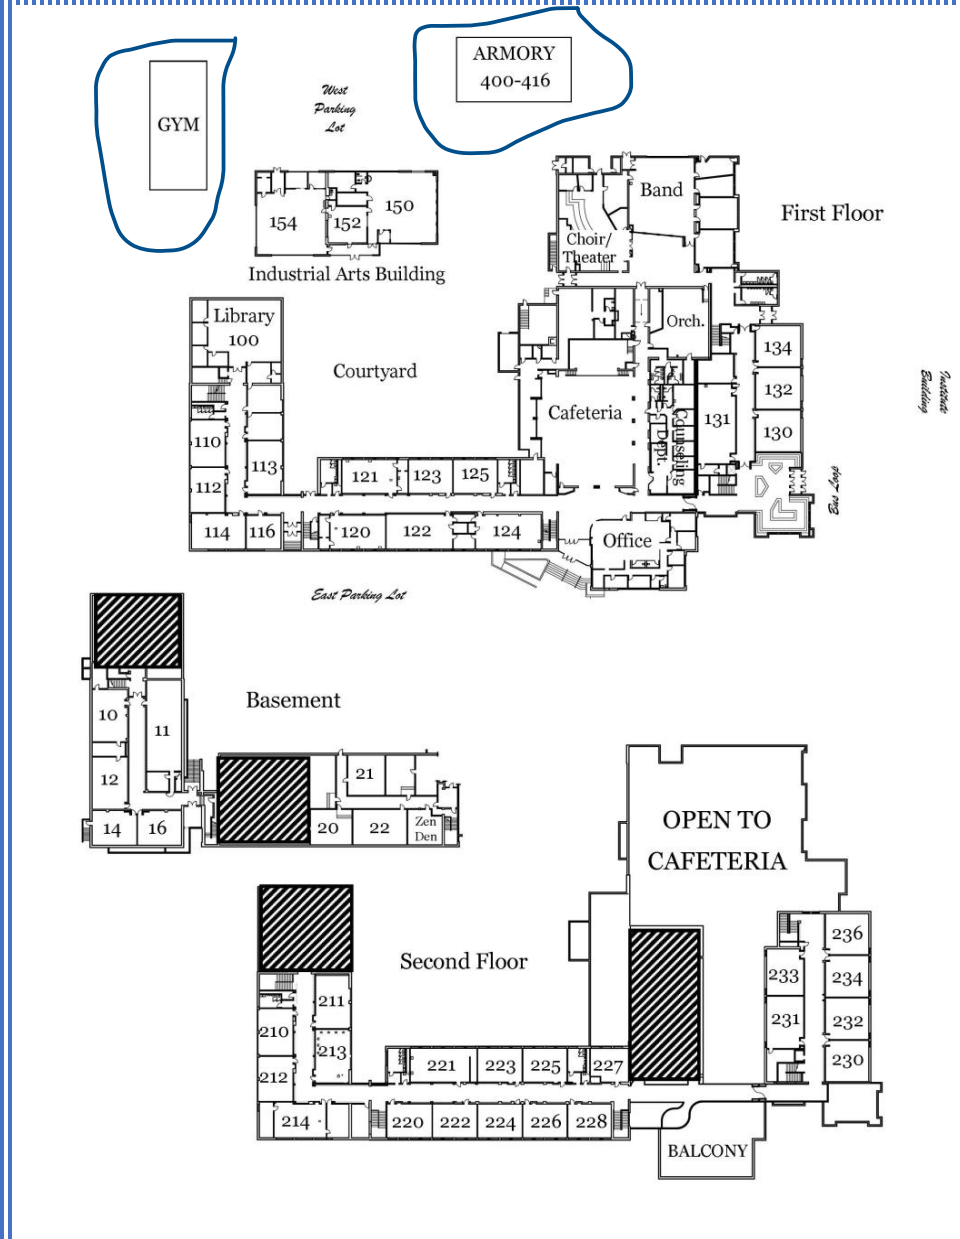 ARMORY
400-416
GYM
West
Parking
Lot
Band
First Floor
154
152
150
Choir/
Theater
Industrial Arts Building
Library
100
Orch.
134
Courtyard
132
Institute
Building
Cafeteria
Counseling
Dept
131
130
110
113
121
123
125
112
Bus Loop
114
116
120
122
124
Office
East Parking Lot
Basement
10
11
21
12
14
16
20
22
Zen
Den
OPEN TO
CAFETERIA
Second Floor
236
233
234
211
210
231
232
213
221
223
225
227
230
212
214
220
222
224
226
228
BALCONY